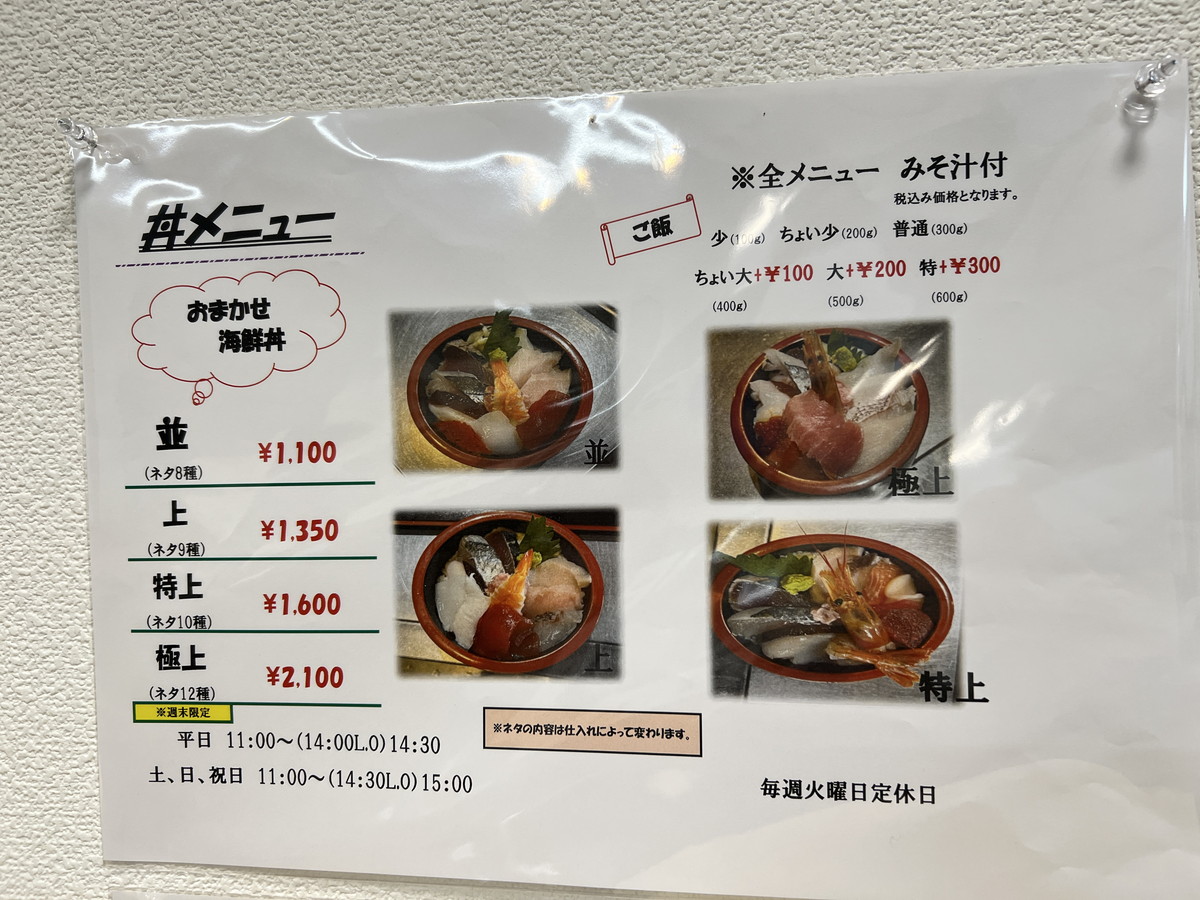 丼メニュー
おまかせ
海鮮丼
並
(ネタ8種)
¥1,100
上
(ネタ9種)
¥1,350
特上
(ネタ10種)
¥1,600
極上
(ネタ12種)
¥2,100
※週末限定
平日 11:00～(14:00L.O)14:30
土、日、祝日 11:00～(14:30L.O)15:00
※全メニュー みそ汁付
税込み価格となります。
ご飯
少(100g) ちょい少(200g) 普通(300g)
ちょい大+¥100 大+¥200 特+¥300
(400g) (500g) (600g)
並
極上
上
特上
※ネタの内容は仕入れによって変わります。
毎週火曜日定休日